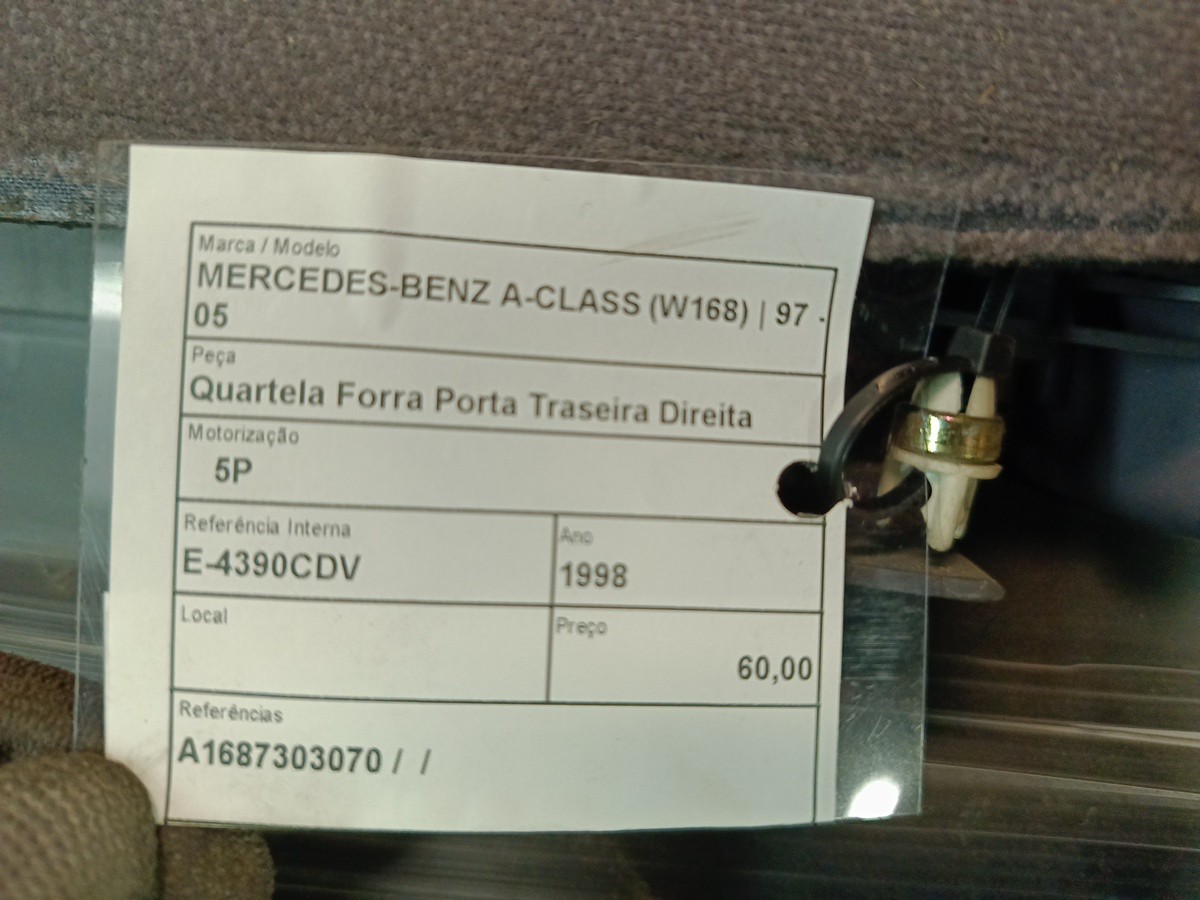 Marca / Modelo
MERCEDES-BENZ A-CLASS (W168) | 97 -
05
Peça
Quartela Forra Porta Traseira Direita
Motorização
5P
Referência Interna
E-4390CDV
Ano
1998
Local
Preço
60,00
Referências
A1687303070 / /